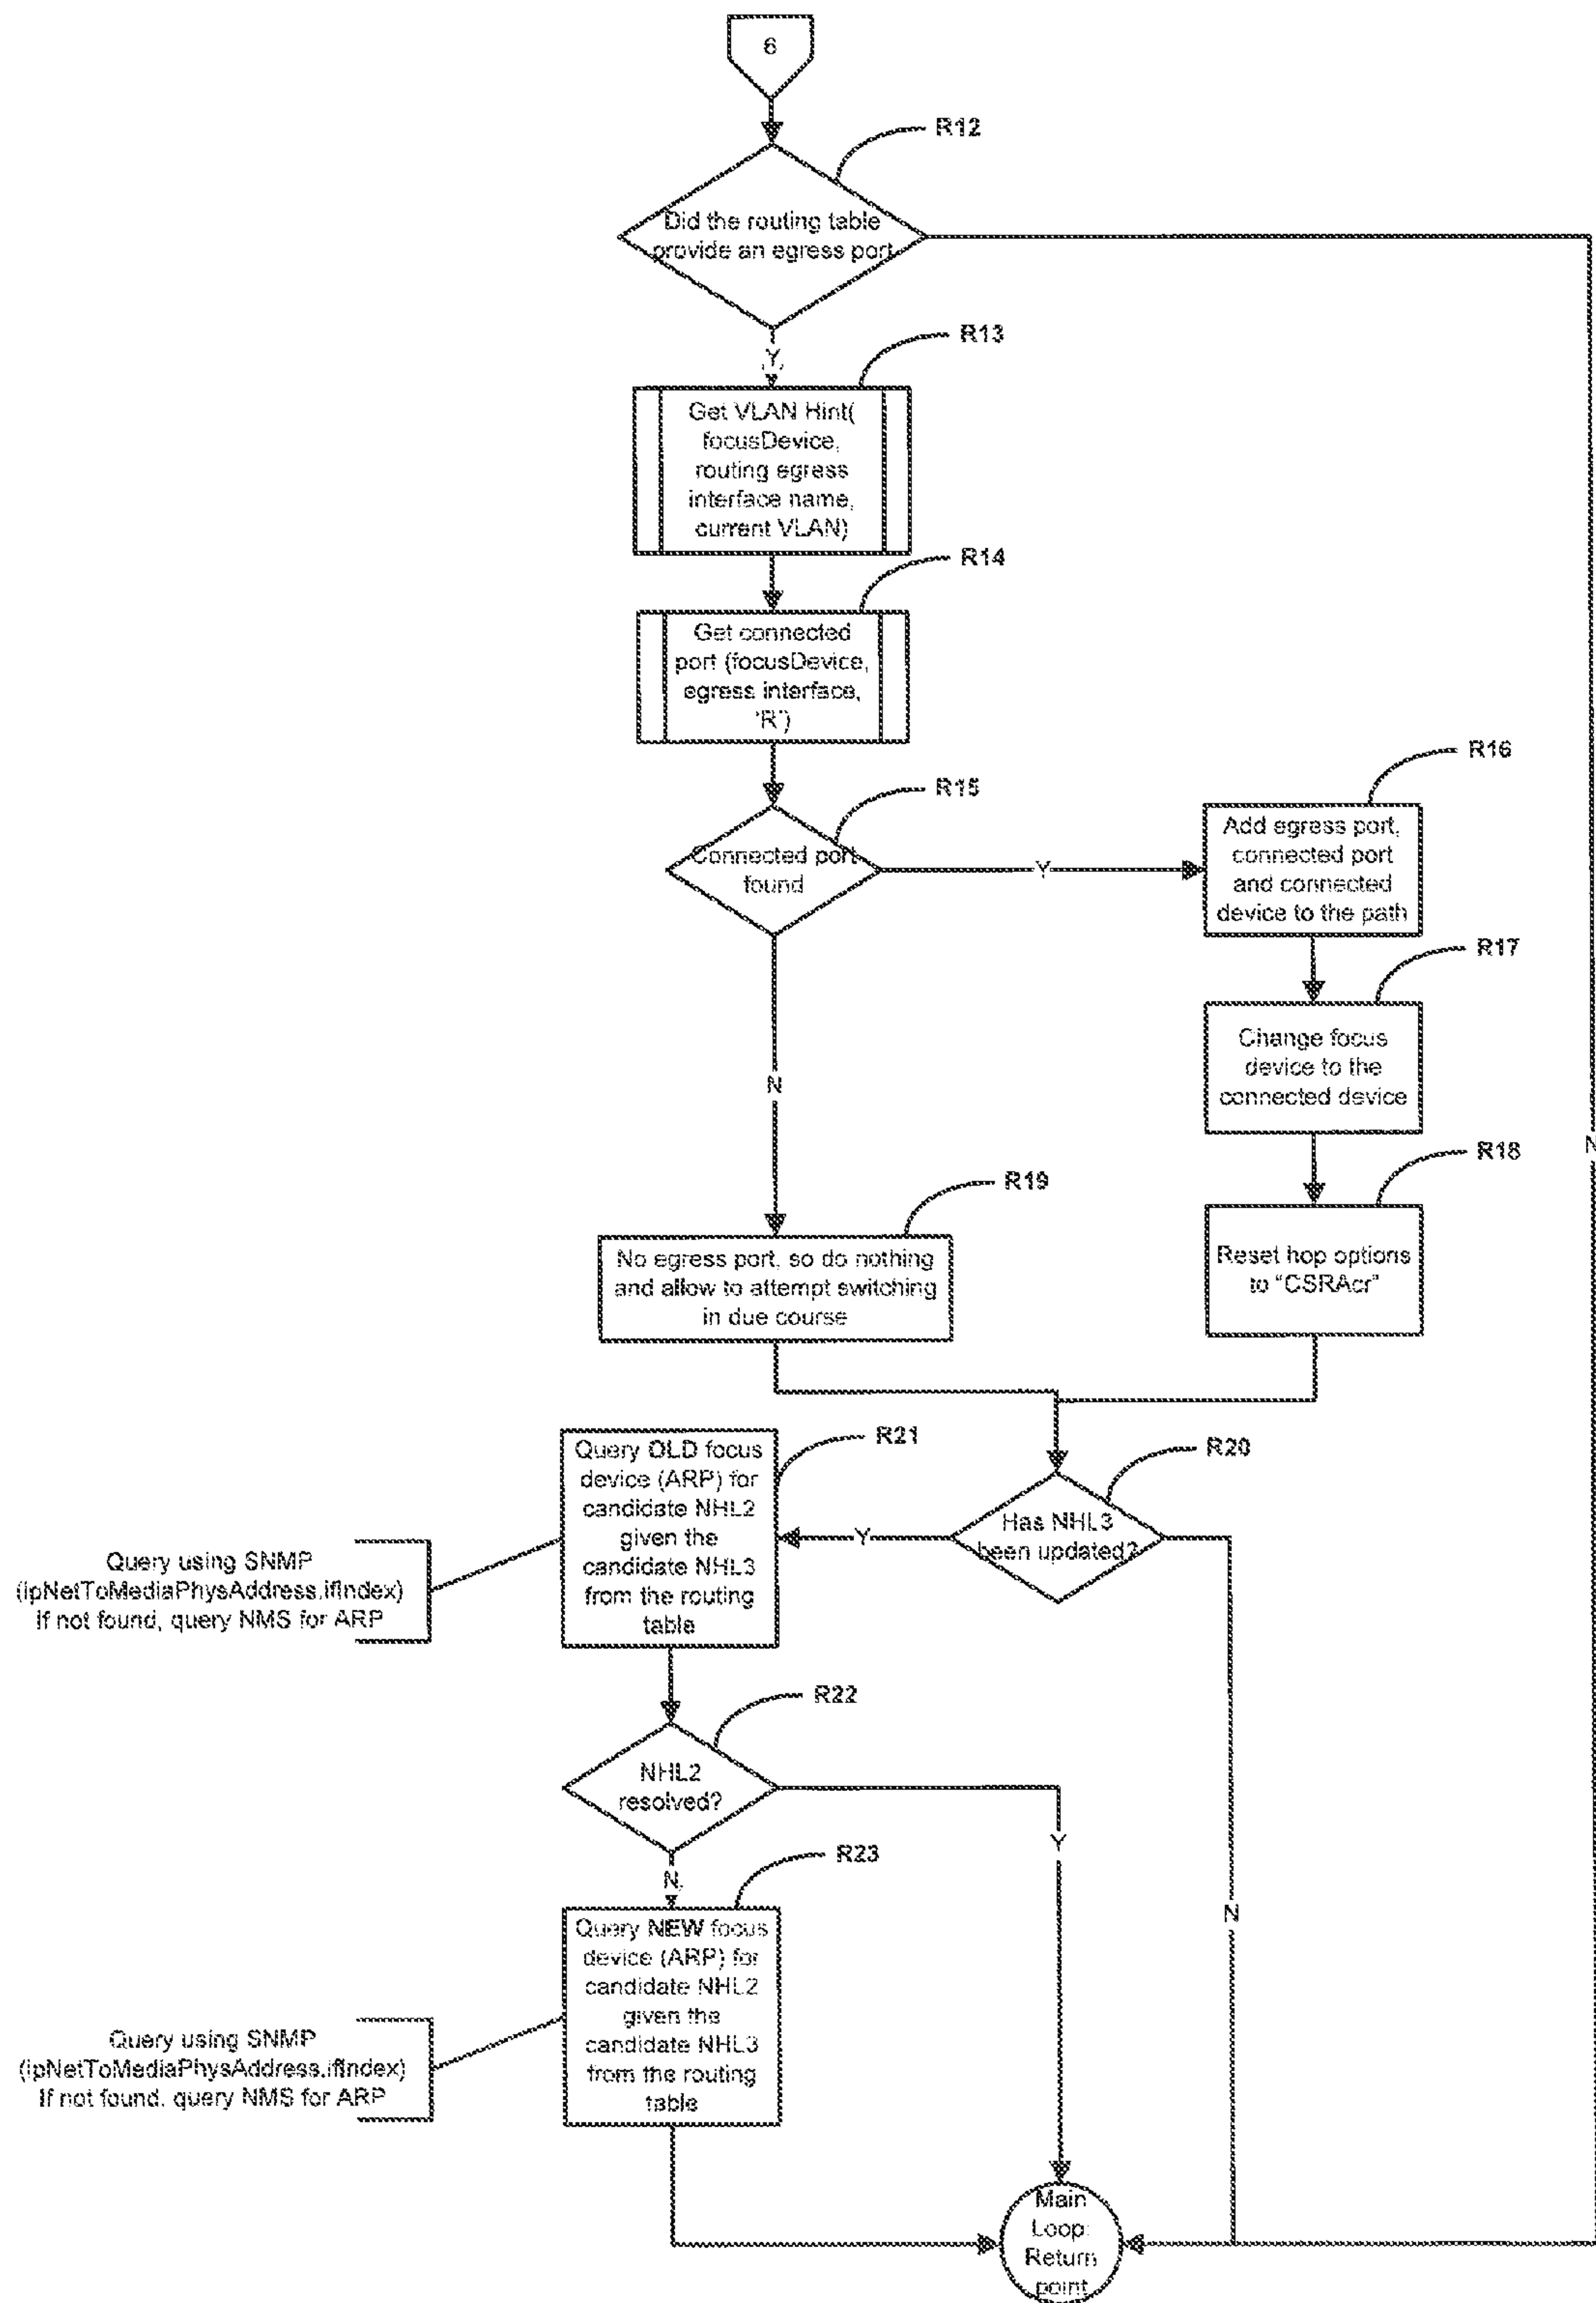 6
R12
Did the routing table
provide an egress port
Y
R13
Get VLAN Hint(
focusDevice,
routing egress
interface name,
current VLAN)
R14
Get connected
port (focusDevice,
egress interface,
'R')
R15
Connected port
found
Y
R16
Add egress port,
connected port
and connected
device to the path
R17
Change focus
device to the
connected device
N
N
R18
Reset hop options
to "CSRAcr"
R19
No egress port, so do nothing
and allow to attempt switching
in due course
R20
Has NHL3
been updated?
Y
R21
Query OLD focus
device (ARP) for
candidate NHL2
given the
candidate NHL3
from the routing
table
Query using SNMP
(ipNetToMediaPhysAddress.ifIndex)
If not found, query NMS for ARP
R22
NHL2
resolved?
Y
N
N
R23
Query NEW focus
device (ARP) for
candidate NHL2
given the
candidate NHL3
from the routing
table
Query using SNMP
(ipNetToMediaPhysAddress.ifIndex)
If not found, query NMS for ARP
Main
Loop:
Return
point